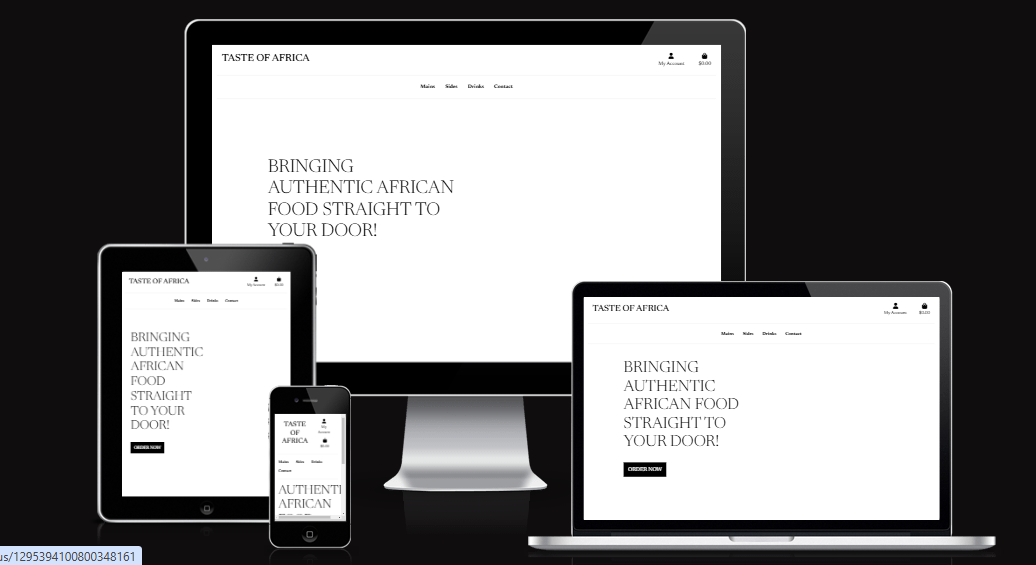 TASTE OF AFRICA
My Account $0.00
Mains Sides Drinks Contact
BRINGING
AUTHENTIC AFRICAN
FOOD STRAIGHT TO
YOUR DOOR!
TASTE OF AFRICA
My Account $0.00
Mains Sides Drinks Contact
BRINGING
AUTHENTIC
AFRICAN
FOOD
STRAIGHT
TO YOUR
DOOR!
ORDER NOW
TASTE
OF
AFRICA
My
Account
$0.00
Mains Sides Drinks
Contact
AUTHENTI
AFRICAN
TASTE OF AFRICA
My Account $0.00
Mains Sides Drinks Contact
BRINGING
AUTHENTIC
AFRICAN FOOD
STRAIGHT TO
YOUR DOOR!
ORDER NOW
us/1295394100800348161